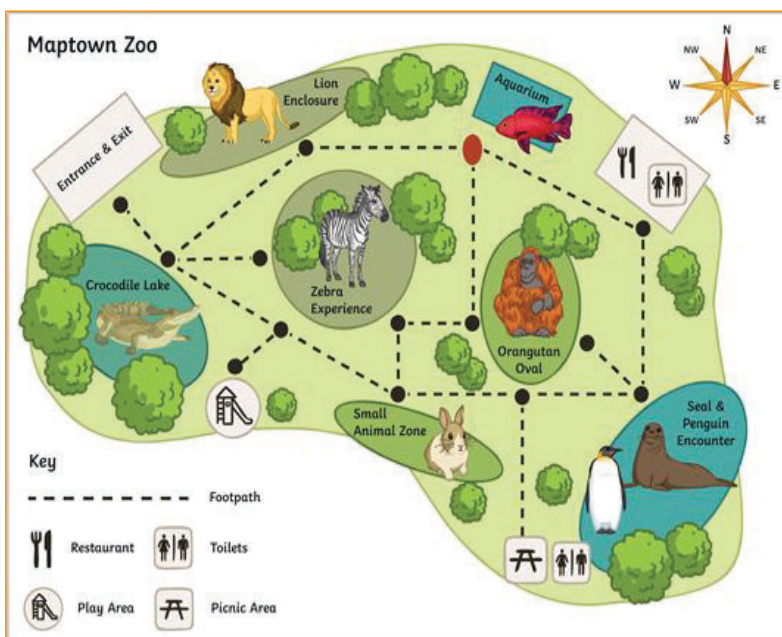 Maptown Zoo
Lion
Enclosure
Aquarium
N
NW
NE
W
E
SW
SE
S
Entrance & Exit
Crocodile Lake
Zebra
Experience
Orangutan
Oval
Small
Animal Zone
Seal &
Penguin
Encounter
Key
Footpath
Restaurant
Toilets
Play Area
Picnic Area